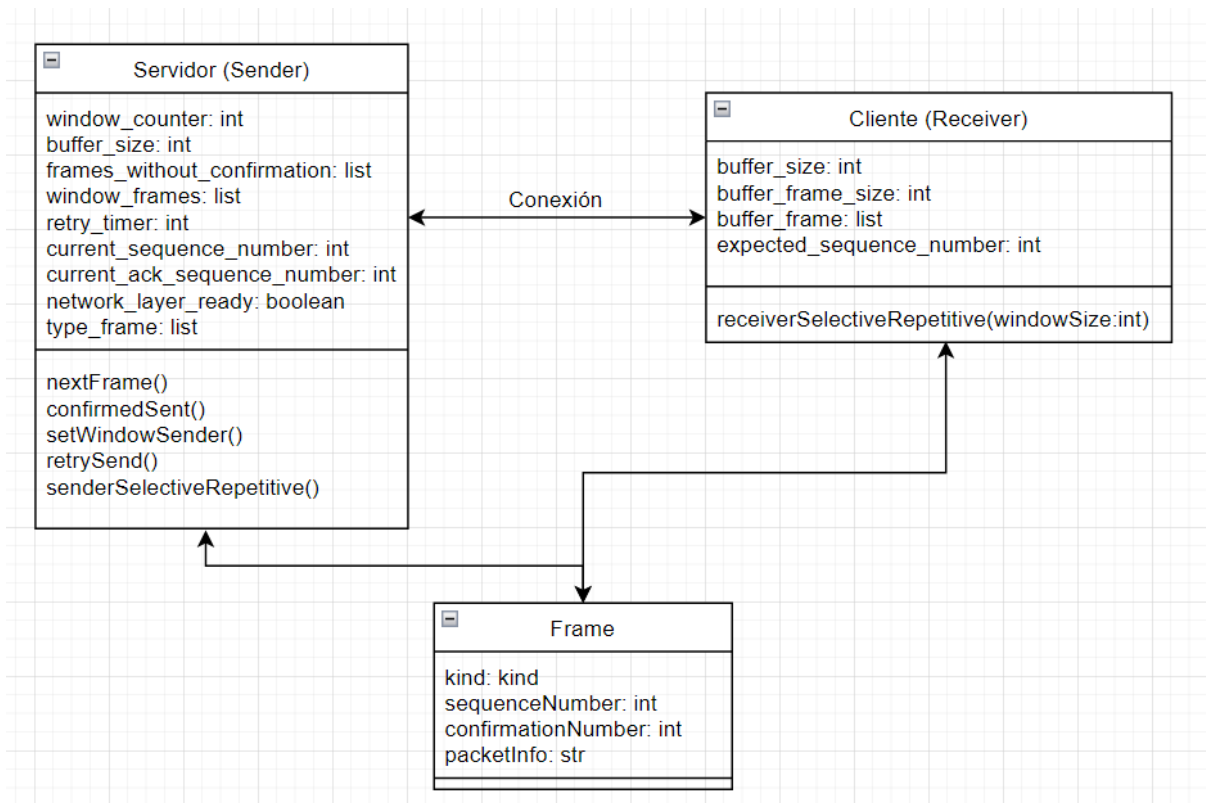 Servidor (Sender)
window_counter: int
buffer_size: int
frames_without_confirmation: list
window_frames: list
retry_timer: int
current_sequence_number: int
current_ack_sequence_number: int
network_layer_ready: boolean
type_frame: list
nextFrame()
confirmedSent()
setWindowSender()
retrySend()
senderSelectiveRepetitive()
Conexión
Cliente (Receiver)
buffer_size: int
buffer_frame_size: int
buffer_frame: list
expected_sequence_number: int
receiverSelectiveRepetitive(windowSize:int)
Frame
kind: kind
sequenceNumber: int
confirmationNumber: int
packetInfo: str